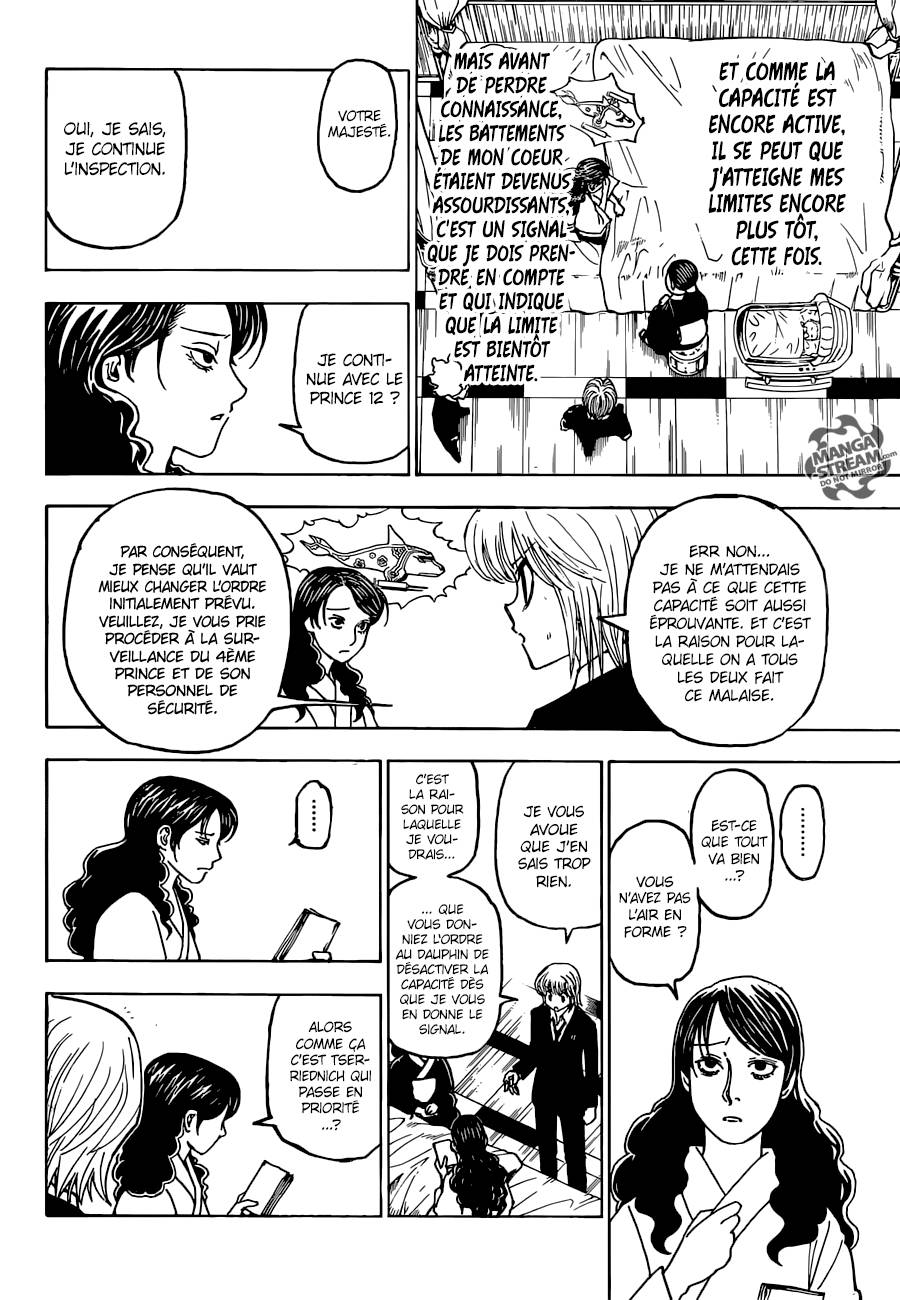 ET COMME LA
CAPACITÉ EST
ENCORE ACTIVE,
IL SE PEUT QUE
J'ATTEIGNE MES
LIMITES ENCORE
PLUS TÔT,
CETTE FOIS.
MAIS AVANT
DE PERDRE
CONNAISSANCE,
LES BATTEMENTS
DE MON COEUR
ÉTAIENT DEVENUS
ASSOURDISSANTS,
C'EST UN SIGNAL
QUE JE DOIS PREN-
DRE EN COMPTE
ET QUI INDIQUE
QUE LA LIMITE
EST BIENTÔT
ATTEINTE.
MANGA
-STREAM.com
DO NOT MIRROR
VOTRE
MAJESTÉ.
OUI, JE SAIS,
JE CONTINUE
L'INSPECTION.
JE CONTI-
NUE AVEC LE
PRINCE 12 ?
ERR NON...
JE NE M'ATTENDAIS
PAS À CE QUE CETTE
CAPACITÉ SOIT AUSSI
ÉPROUVANTE. ET C'EST
LA RAISON POUR LA-
QUELLE ON A TOUS
LES DEUX FAIT
CE MALAISE.
PAR CONSÉQUENT,
JE PENSE QU'IL VAUT
MIEUX CHANGER L'ORDRE
INITIALEMENT PRÉVU.
VEUILLEZ, JE VOUS PRIE
PROCÉDER À LA SUR-
VEILLANCE DU 4ÈME
PRINCE ET DE SON
PERSONNEL DE
SÉCURITÉ.
........
EST-CE
QUE TOUT
VA BIEN
...?
VOUS
N'AVEZ PAS
L'AIR EN
FORME ?
JE VOUS
AVOUE
QUE J'EN
SAIS TROP
RIEN.
C'EST
LA RAI-
SON POUR
LAQUELLE
JE VOU-
DRAIS...
... QUE
VOUS DON-
NIEZ L'ORDRE
AU DAUPHIN DE
DÉSACTIVER LA
CAPACITÉ DÈS
QUE JE VOUS
EN DONNE LE
SIGNAL.
........
ALORS
COMME ÇA
C'EST TSER-
RIEDNICH QUI
PASSE EN
PRIORITÉ
...?